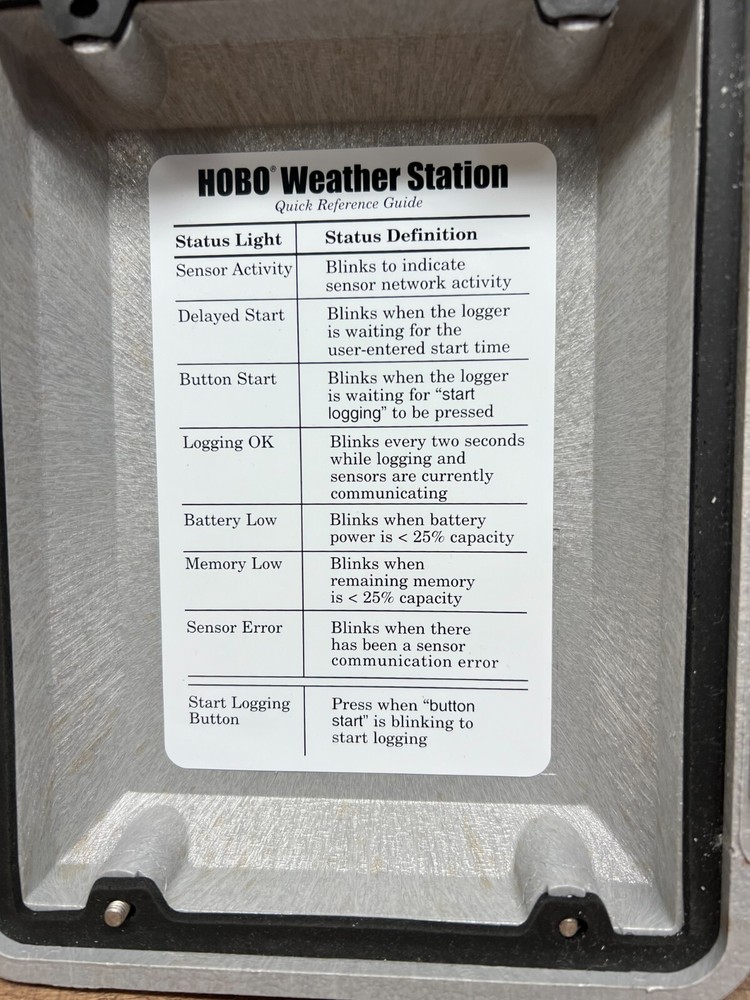 HOBO® Weather Station
Quick Reference Guide
Status Light
Status Definition
Sensor Activity
Blinks to indicate
sensor network activity
Delayed Start
Blinks when the logger
is waiting for the
user-entered start time
Button Start
Blinks when the logger
is waiting for “start
logging” to be pressed
Logging OK
Blinks every two seconds
while logging and
sensors are currently
communicating
Battery Low
Blinks when battery
power is < 25% capacity
Memory Low
Blinks when
remaining memory
is < 25% capacity
Sensor Error
Blinks when there
has been a sensor
communication error
Start Logging
Button
Press when “button
start” is blinking to
start logging